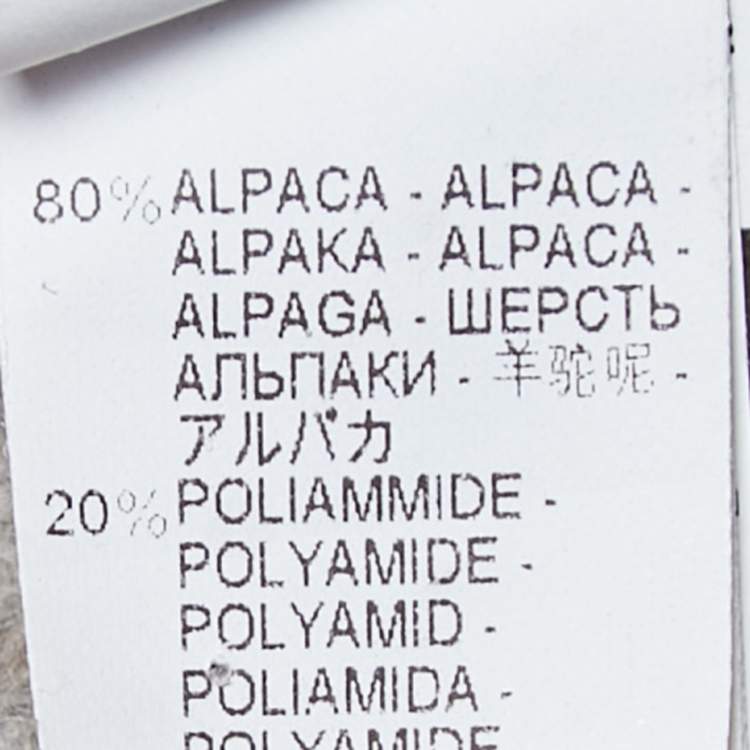 80% ALPACA - ALPACA -
ALPAKA - ALPACA -
ALPAGA - ШЕРСТЬ
АЛЬПАКИ - 羊驼呢 -
アルパカ
20% POLIAMMIDE -
POLYAMIDE -
POLYAMID -
POLIAMIDA -
POLYAMIDE